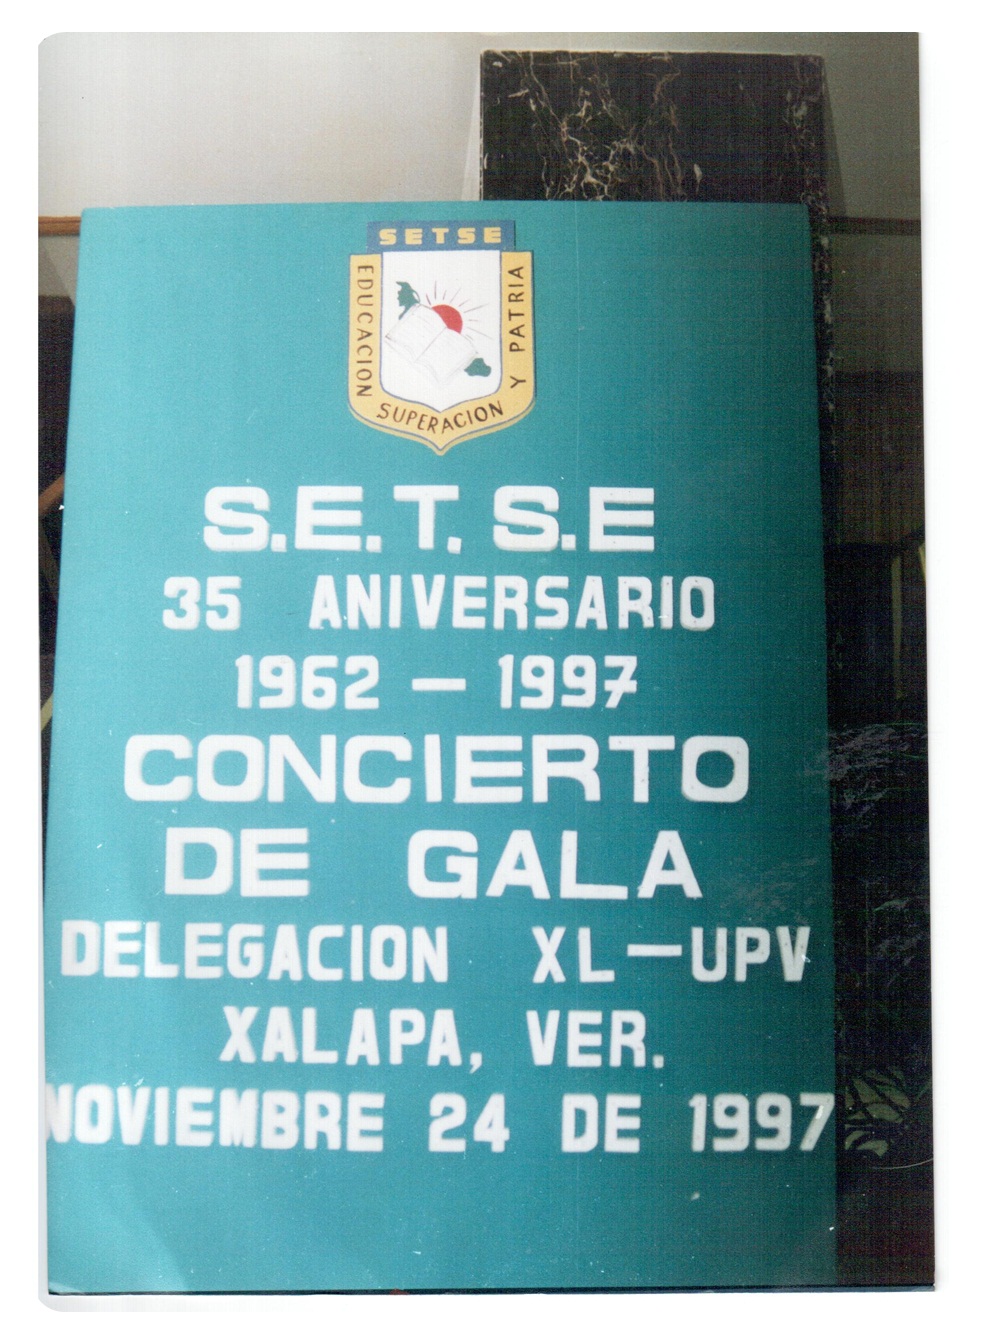 SETSE
EDUCACION
SUPERACION
Y PATRIA
S.E.T.S.E
35 ANIVERSARIO
1962 — 1997
CONCIERTO
DE GALA
DELEGACION XL—UPV
XALAPA, VER.
NOVIEMBRE 24 DE 1997